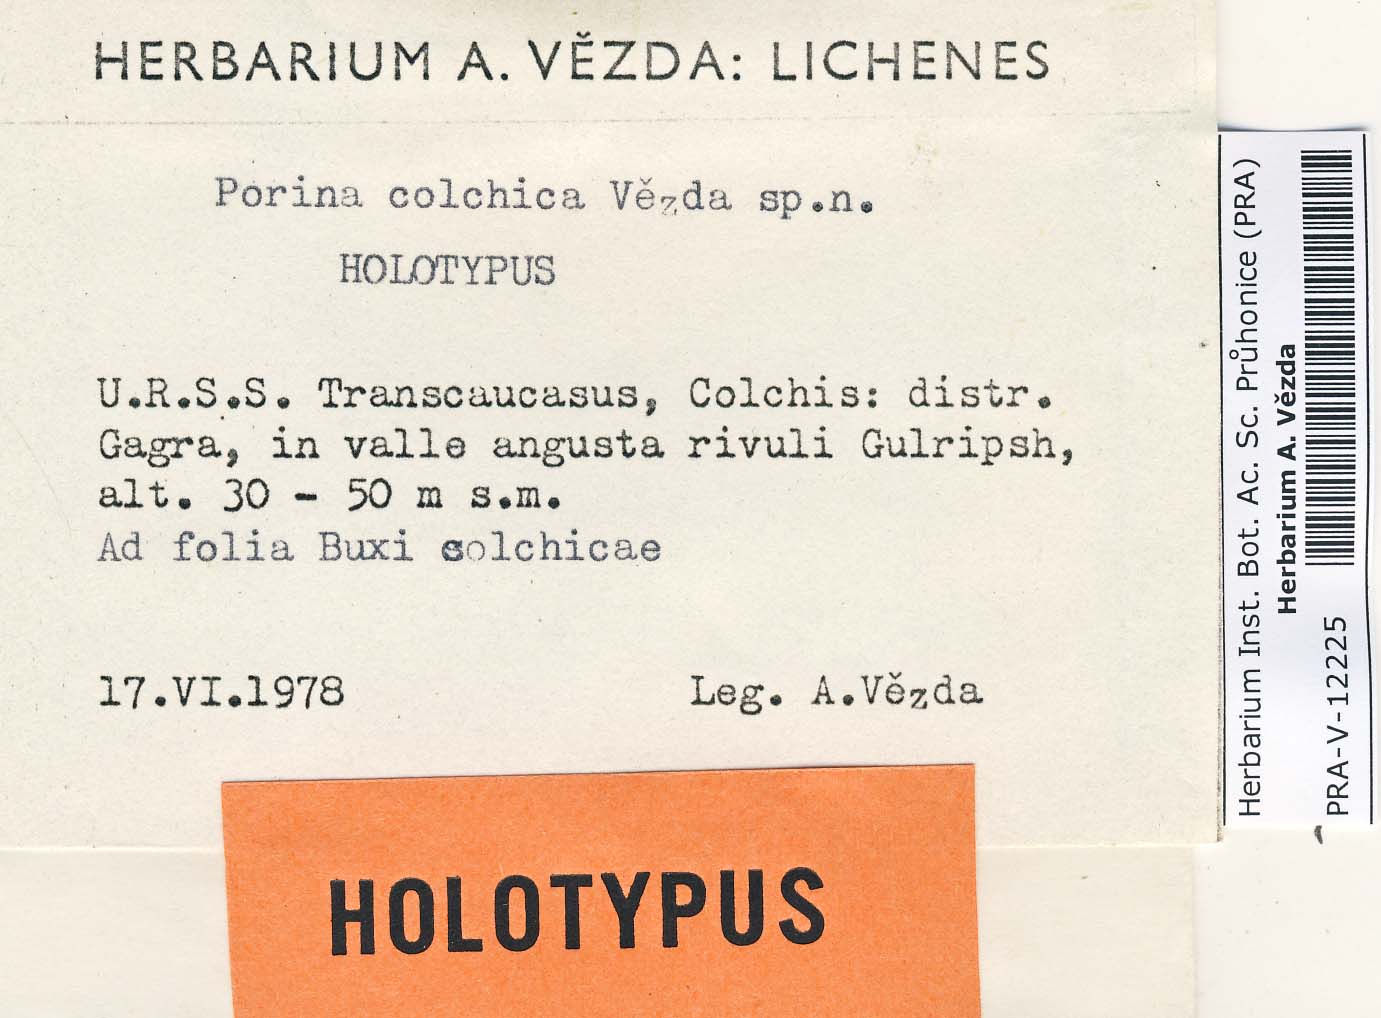 HERBARIUM A. VĚZDA: LICHENES
Porina colchica Vězda sp.n.
HOLOTYPUS
U.R.S.S. Transcaucasus, Colchis: distr.
Gagra, in valle angusta rivuli Gulripsh,
alt. 30 - 50 m s.m.
Ad folia Buxi colchicae
17.VI.1978 Leg. A.Vězda
HOLOTYPUS
Herbarium Inst. Bot. Ac. Sc. Průhonice (PRA)
Herbarium A. Vězda
PRA-V-12225